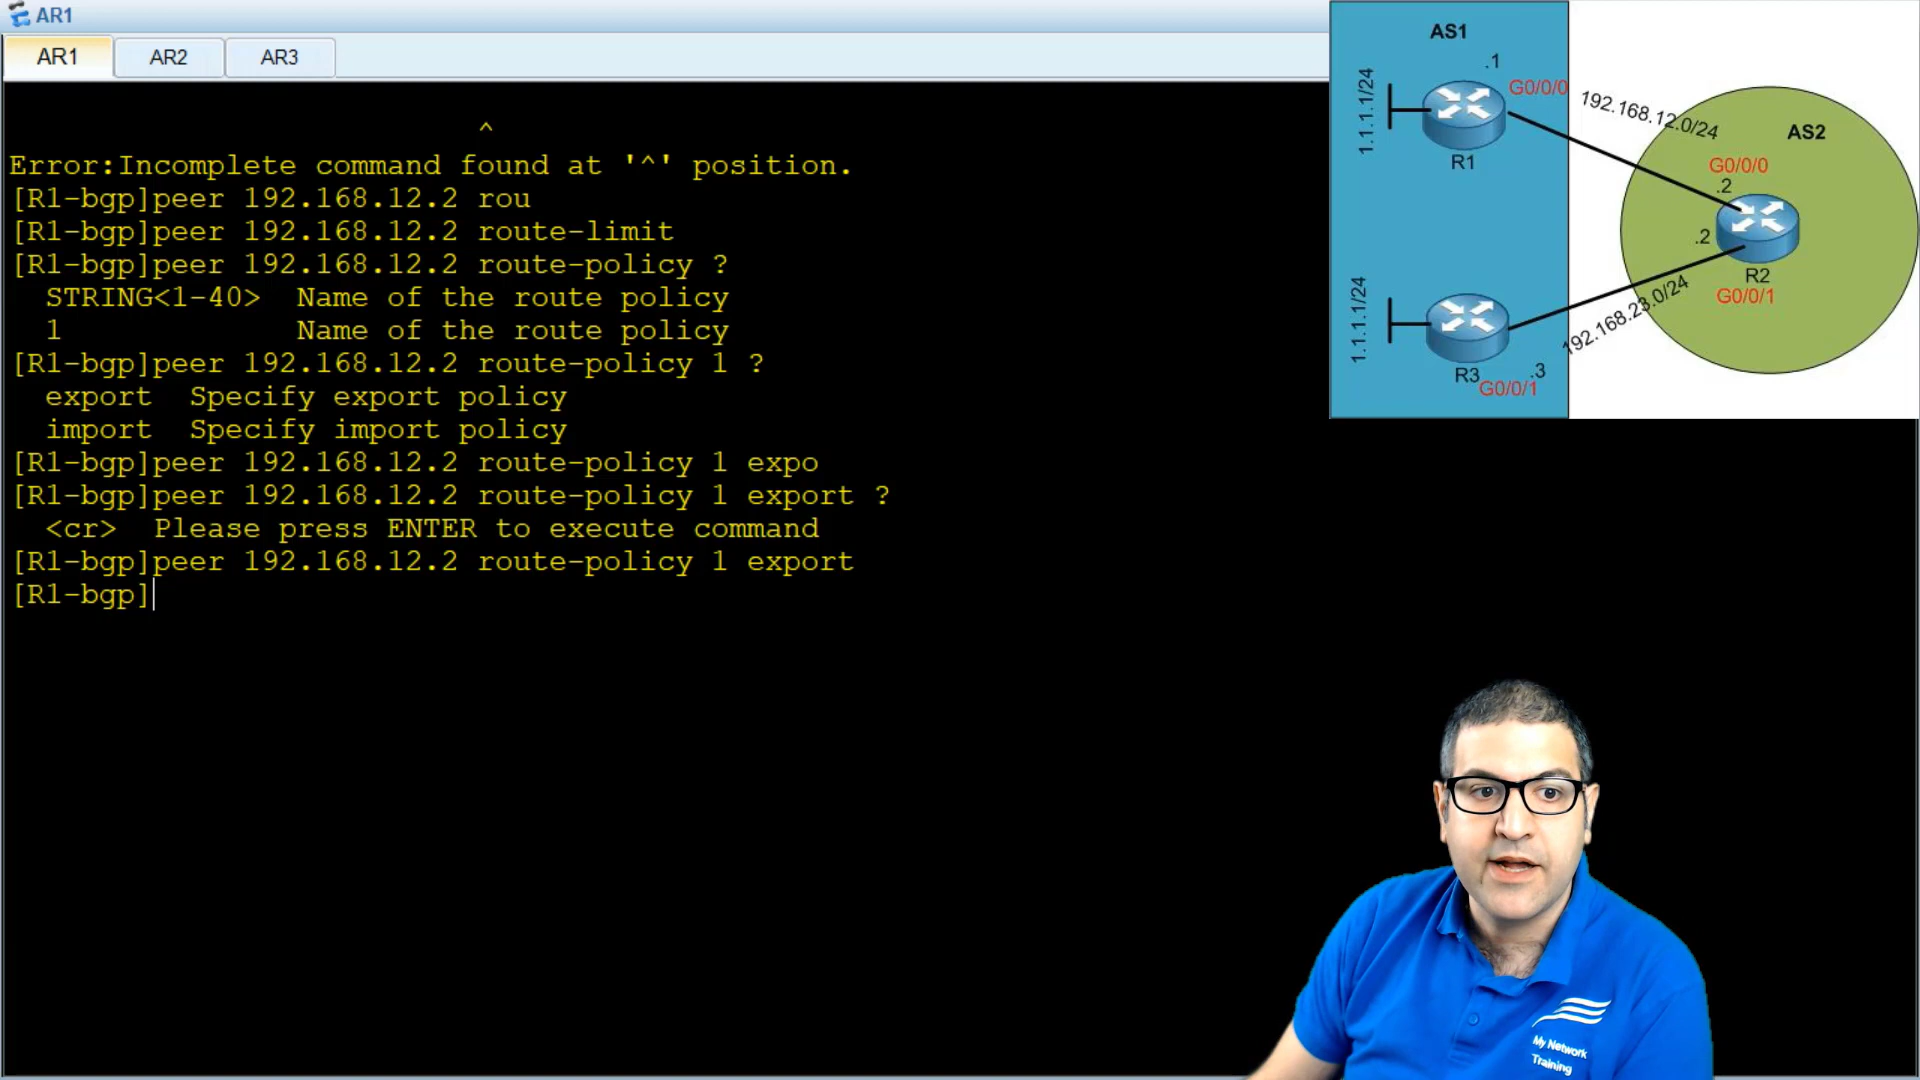 AR1
AR1
AR2
AR3
^
Error:Incomplete command found at '^' position.
[R1-bgp]peer 192.168.12.2 rou
[R1-bgp]peer 192.168.12.2 route-limit
[R1-bgp]peer 192.168.12.2 route-policy ?
STRING<1-40>  Name of the route policy
1             Name of the route policy
[R1-bgp]peer 192.168.12.2 route-policy 1 ?
export  Specify export policy
import  Specify import policy
[R1-bgp]peer 192.168.12.2 route-policy 1 expo
[R1-bgp]peer 192.168.12.2 route-policy 1 export ?
<cr>  Please press ENTER to execute command
[R1-bgp]peer 192.168.12.2 route-policy 1 export
[R1-bgp]
AS1
.1
G0/0/0
1.1.1.1/24
R1
192.168.12.0/24
AS2
G0/0/0
.2
.2
R2
G0/0/1
1.1.1.1/24
192.168.23.0/24
R3
.3
G0/0/1
My Network
Training